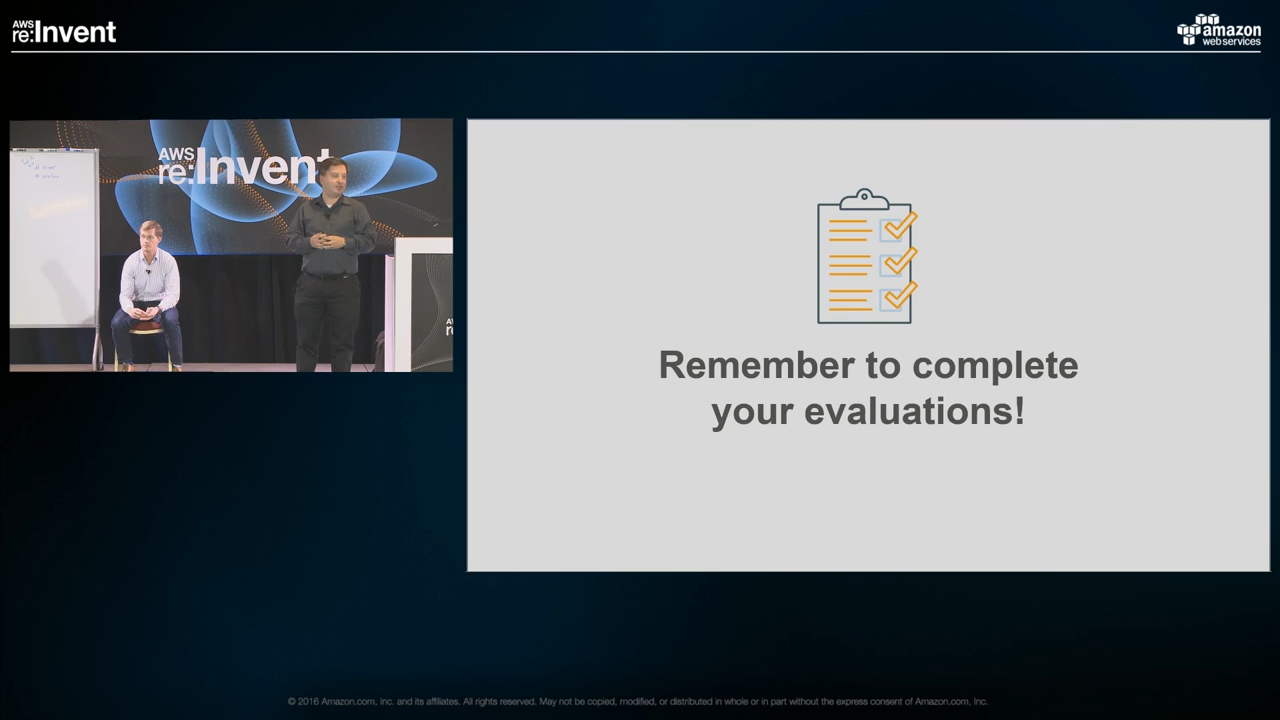 AWS
re:Invent
amazon
web services
AWS
re:Invent
Remember to complete
your evaluations!
© 2016 Amazon.com, Inc. and its affiliates. All rights reserved. May not be copied, modified, or distributed in whole or in part without the express consent of Amazon.com, Inc.